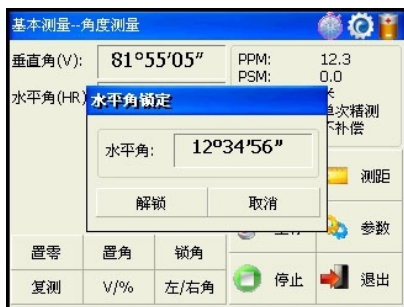 基本测量--角度测量
垂直角(V):
81°55'05"
PPM:
12.3
PSM:
0.0
水平角(HR)
水平角锁定
单次精测
不补偿
水平角:
12°34'56"
解锁
取消
测距
参数
置零
置角
锁角
复测
V/%
左/右角
停止
退出